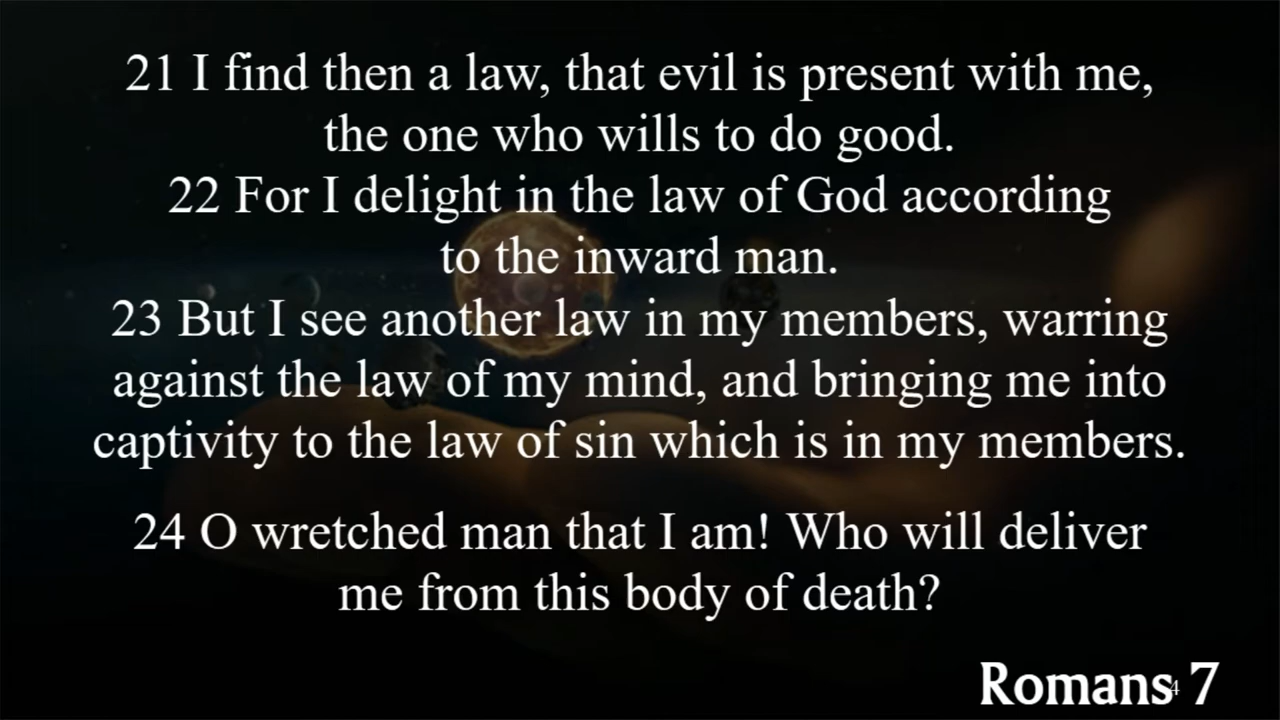 21 I find then a law, that evil is present with me,
the one who wills to do good.
22 For I delight in the law of God according
to the inward man.
23 But I see another law in my members, warring
against the law of my mind, and bringing me into
captivity to the law of sin which is in my members.
24 O wretched man that I am! Who will deliver
me from this body of death?
Romans 7
4